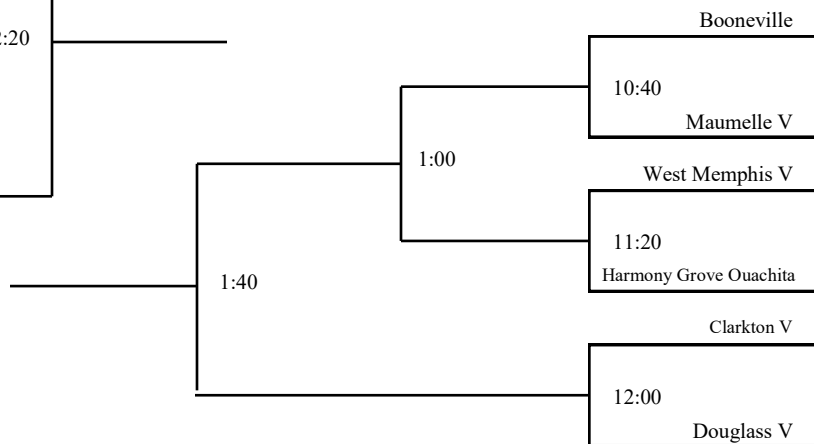 Booneville
:20
10:40
Maumelle V
1:00
West Memphis V
11:20
Harmony Grove Ouachita
1:40
Clarkton V
12:00
Douglass V